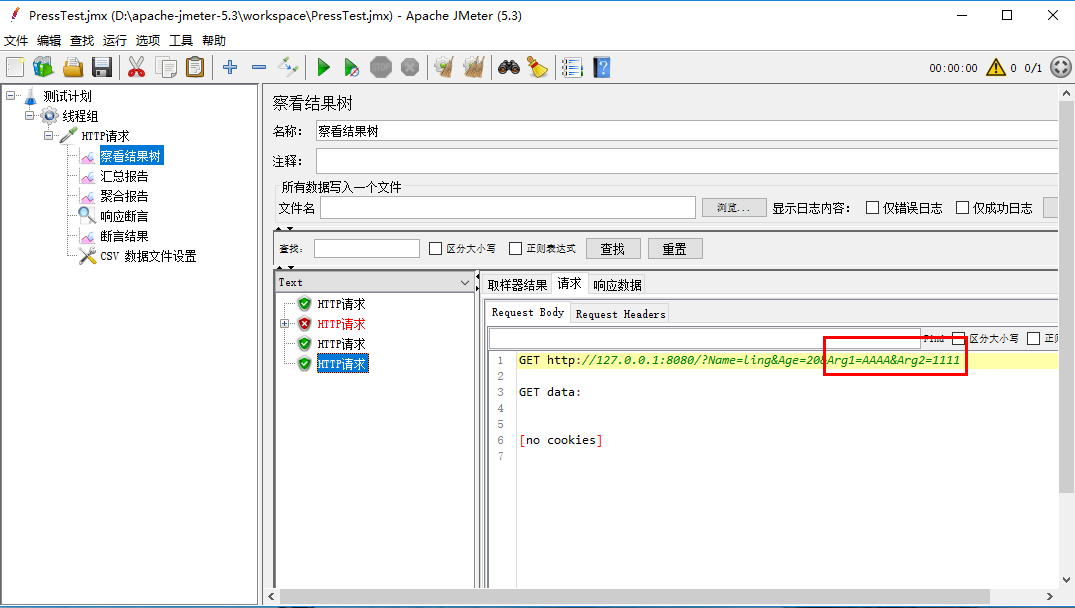 PressTest.jmx (D:\apache-jmeter-5.3\workspace\PressTest.jmx) - Apache JMeter (5.3)
文件 编辑 查找 运行 选项 工具 帮助
STOP 00:00:00 0 0/1
测试计划
线程组
HTTP请求
察看结果树
汇总报告
聚合报告
响应断言
断言结果
CSV 数据文件设置
察看结果树
名称： 察看结果树
注释：
所有数据写入一个文件
文件名 浏览... 显示日志内容： 仅错误日志 仅成功日志
查找: 区分大小写 正则表达式 查找 重置
Text
HTTP请求
HTTP请求
HTTP请求
HTTP请求
取样器结果 请求 响应数据
Request Body Request Headers
Find 区分大小写 正则
1 GET http://127.0.0.1:8080/?Name=ling&Age=20&Arg1=AAAA&Arg2=1111
2
3 GET data:
4
5
6 [no cookies]
7